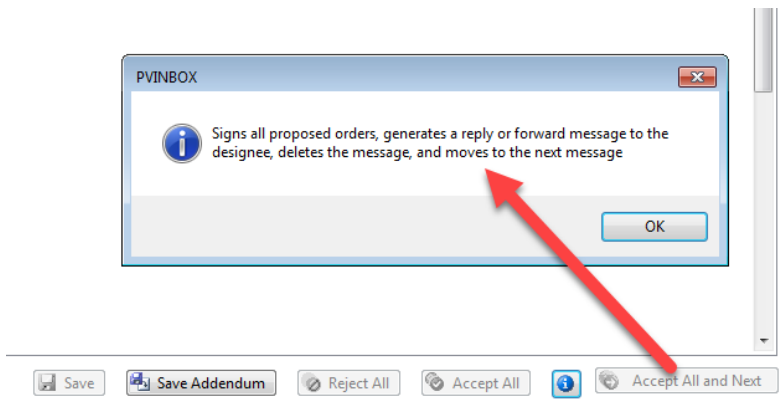 PVINBOX
Signs all proposed orders, generates a reply or forward message to the
designee, deletes the message, and moves to the next message
OK
Save Save Addendum Reject All Accept All Accept All and Next